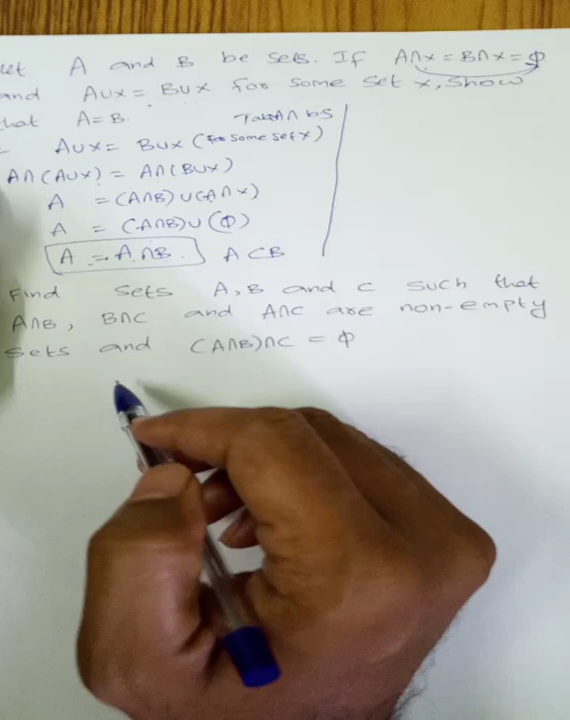 Let A and B be sets. If A∩X = B∩X = Φ
and A∪X = B∪X for some set X, show
that A=B.
Take A∩ bs
A∪X = B∪X (for some set X)
A∩(A∪X) = A∩(B∪X)
A = (A∩B)∪(A∩X)
A = (A∩B)∪(Φ)
A = A∩B. A⊂B
Find sets A, B and C such that
A∩B, B∩C and A∩C are non-empty
sets and (A∩B)∩C = Φ